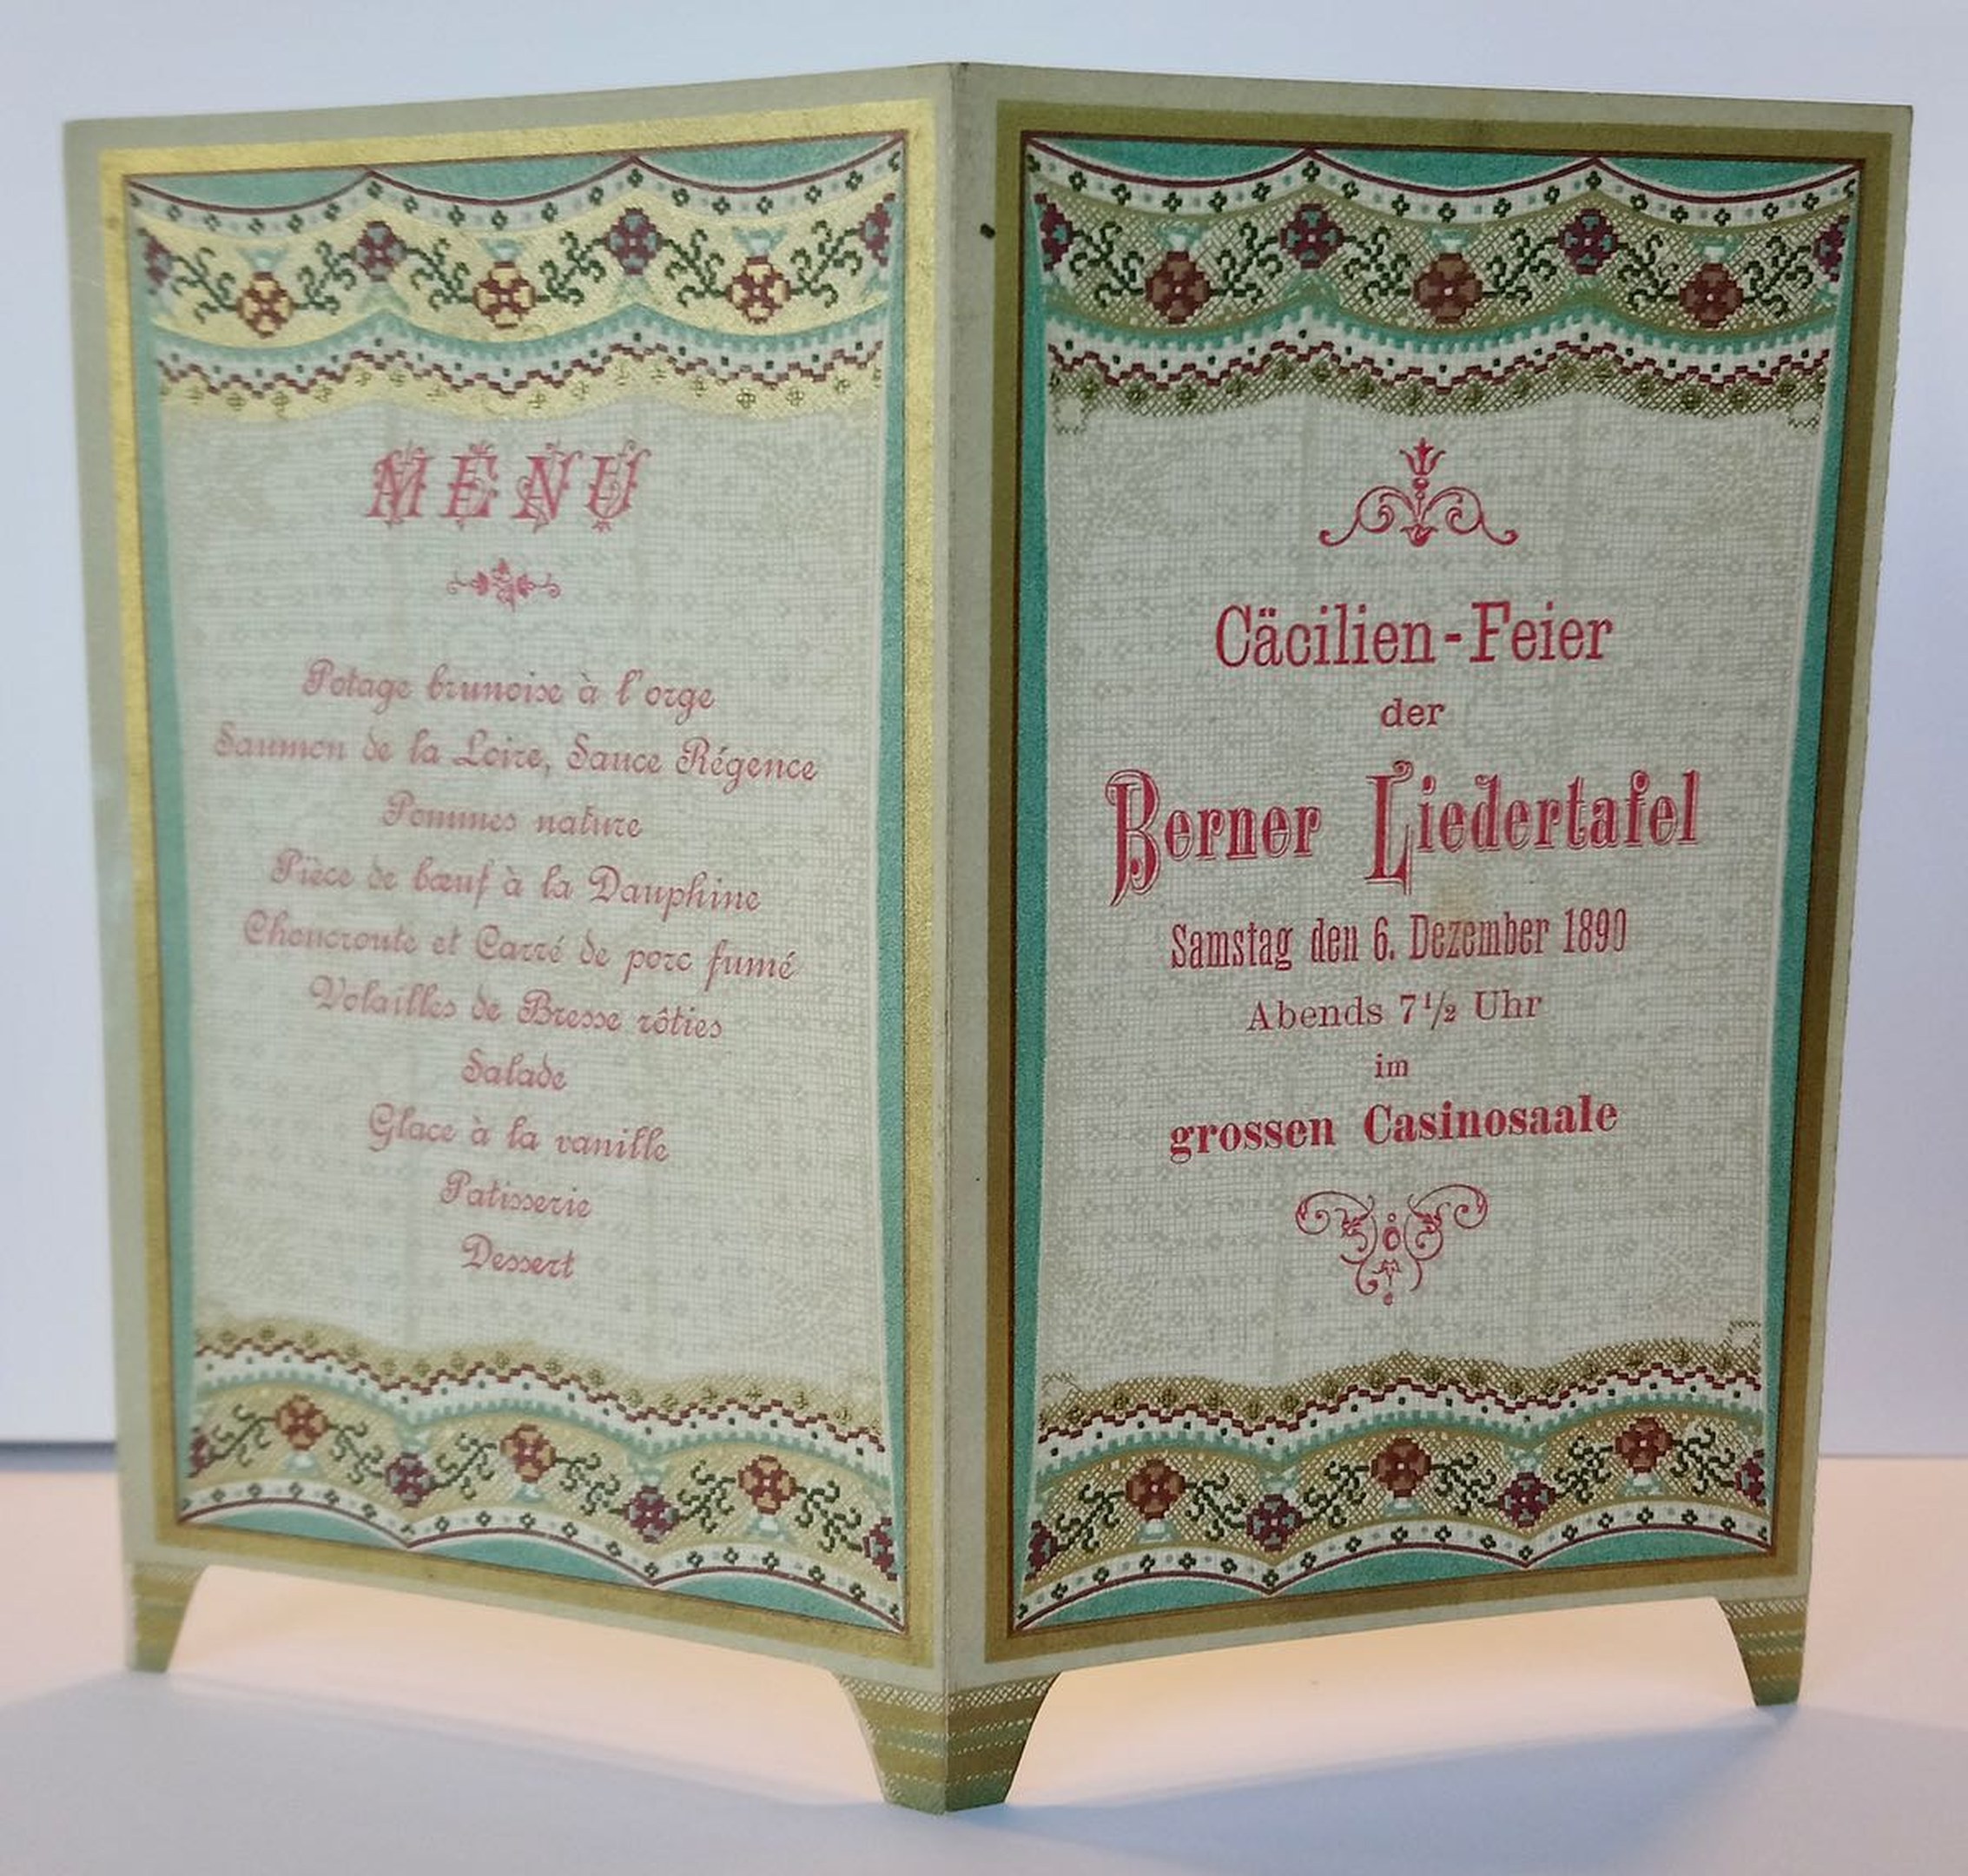 MENU
Potage brunoise à l'orge
Saumon de la Loire, Sauce Régence
Pommes nature
Pièce de bœuf à la Dauphine
Choucroute et Carré de porc fumé
Volailles de Bresse rôties
Salade
Glace à la vanille
Patisserie
Dessert
Cäcilien-Feier
der
Berner Liedertafel
Samstag den 6. Dezember 1890
Abends 7 1/2 Uhr
im
grossen Casinosaale